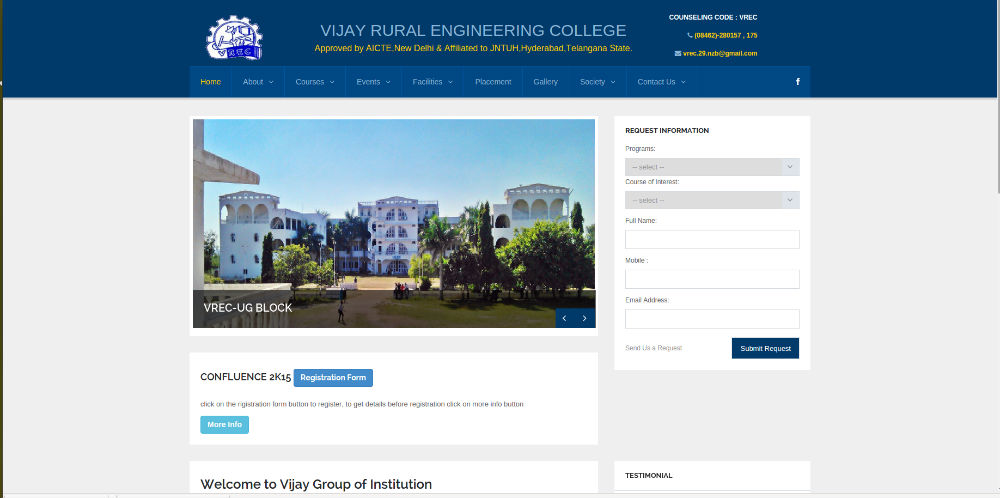 VREC
VIJAY RURAL ENGINEERING COLLEGE
Approved by AICTE,New Delhi & Affiliated to JNTUH,Hyderabad,Telangana State.
COUNSELING CODE : VREC
(08462)-280157 , 175
vrec.29.nzb@gmail.com
Home About Courses Events Facilities Placement Gallery Society Contact Us
VREC-UG BLOCK
REQUEST INFORMATION
Programs:
-- select --
Course of Interest:
-- select --
Full Name:
Mobile :
Email Address:
Send Us a Request
Submit Request
CONFLUENCE 2K15 Registration Form
click on the rigistration form button to register, to get details before registration click on more info button
More Info
Welcome to Vijay Group of Institution
TESTIMONIAL